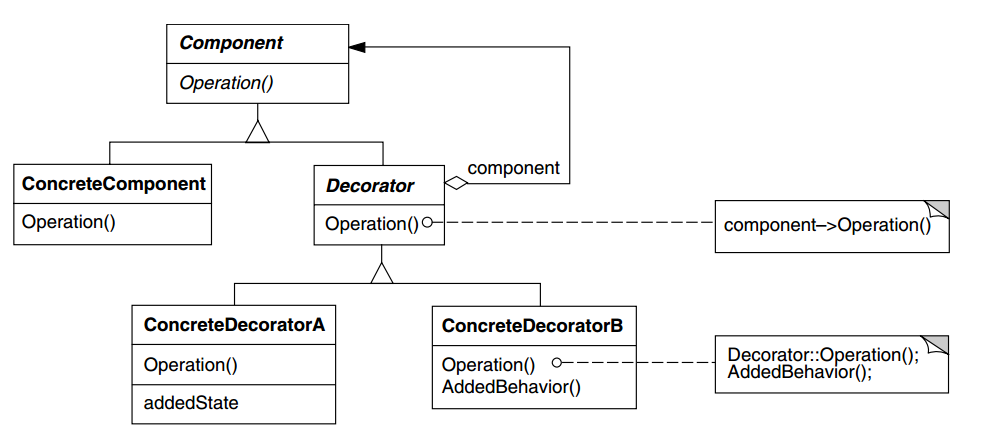 Component
Operation()
ConcreteComponent
Operation()
Decorator
Operation()
component
component–>Operation()
ConcreteDecoratorA
Operation()
addedState
ConcreteDecoratorB
Operation()
AddedBehavior()
Decorator::Operation();
AddedBehavior();